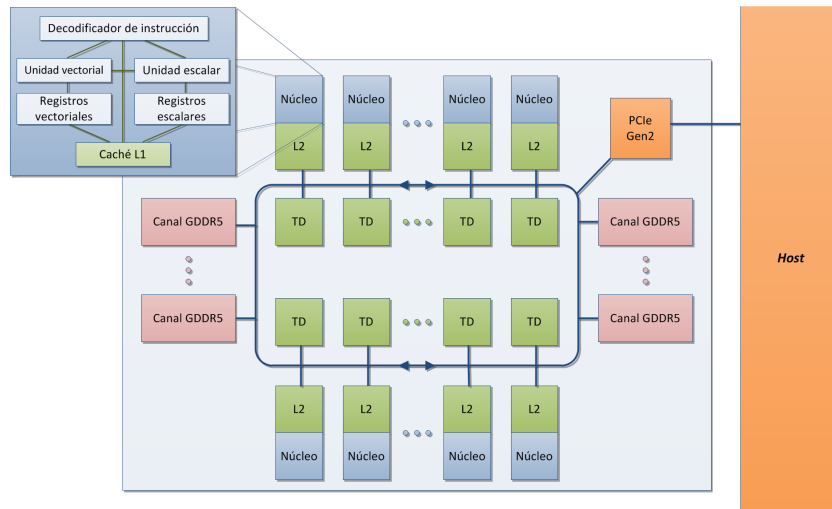 Decodificador de instrucción
Unidad vectorial
Unidad escalar
Registros
vectoriales
Registros
escalares
Caché L1
Núcleo
Núcleo
Núcleo
Núcleo
L2
L2
L2
L2
PCIe
Gen2
TD
TD
TD
TD
Canal GDDR5
Canal GDDR5
Host
Canal GDDR5
Canal GDDR5
TD
TD
TD
TD
L2
L2
L2
L2
Núcleo
Núcleo
Núcleo
Núcleo